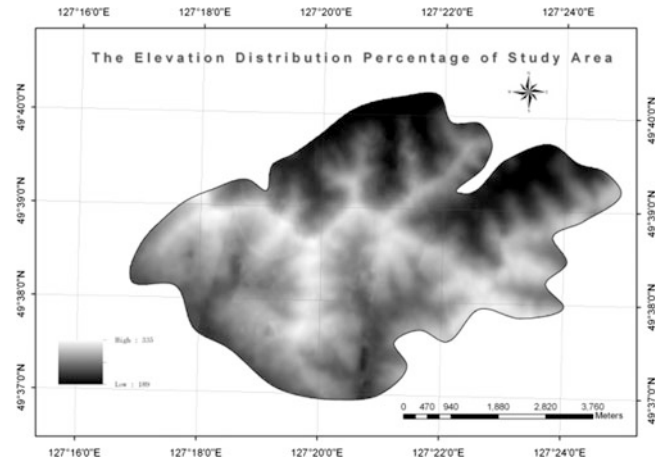 127°16'0"E 127°18'0"E 127°20'0"E 127°22'0"E 127°24'0"E
The Elevation Distribution Percentage of Study Area
49°40'0"N 49°40'0"N
49°39'0"N 49°39'0"N
49°38'0"N 49°38'0"N
High : 335
Low : 189
49°37'0"N 49°37'0"N
0 470 940 1,880 2,820 3,760
Meters
127°16'0"E 127°18'0"E 127°20'0"E 127°22'0"E 127°24'0"E